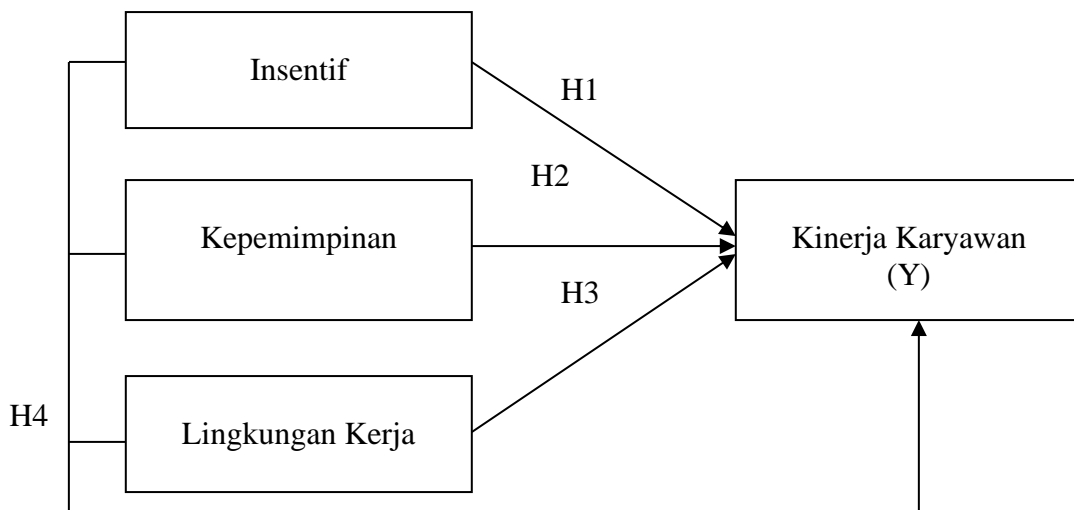 Insentif
H1
H2
Kepemimpinan
Kinerja Karyawan
(Y)
H3
H4
Lingkungan Kerja